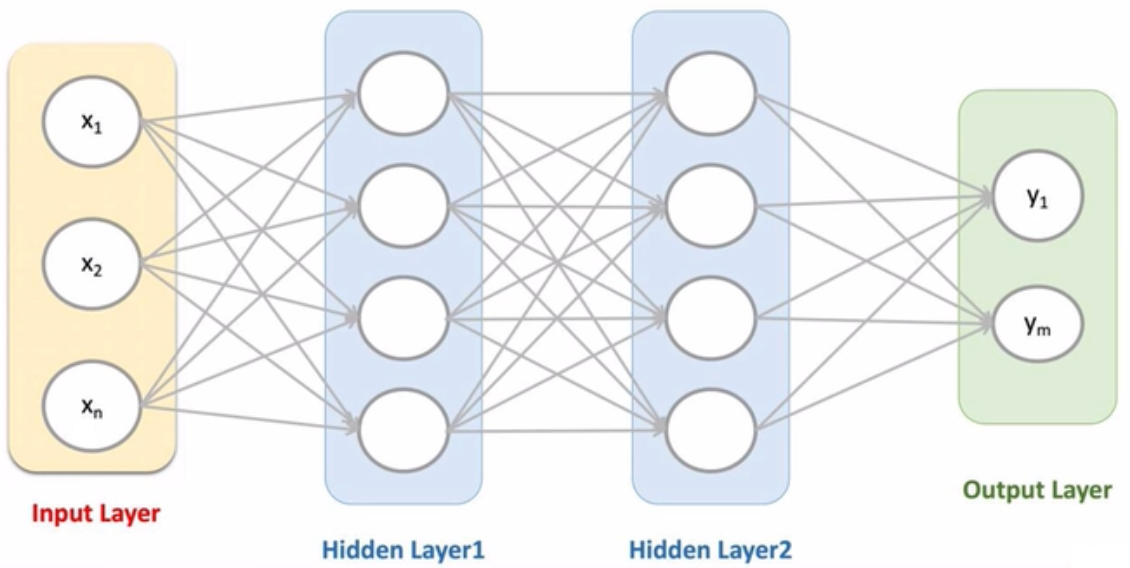 x₁
x₂
xₙ
y₁
yₘ
Input Layer
Hidden Layer1
Hidden Layer2
Output Layer